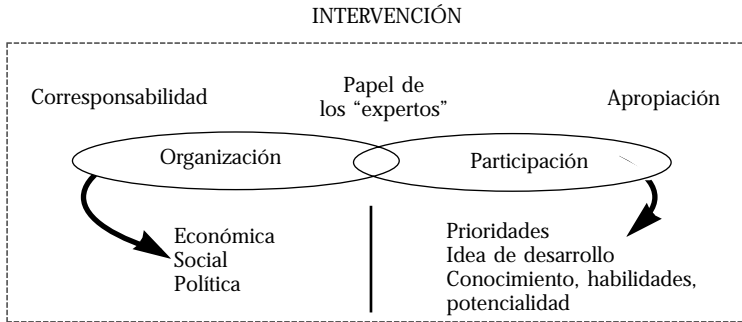 INTERVENCIÓN
Corresponsabilidad
Papel de
los “expertos”
Apropiación
Organización
Participación
Económica
Social
Política
Prioridades
Idea de desarrollo
Conocimiento, habilidades,
potencialidad